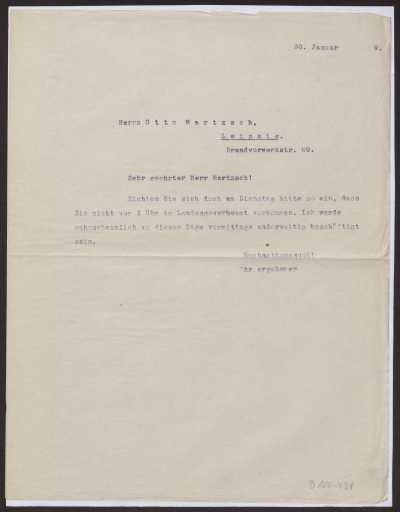 30. Januar 9.
Herrn Otto Wartzsch,
Leipzig.
Brandvorwerkstr. 69.
Sehr geehrter Herr Wartzsch!
Richten Sie sich doch am Dienstag bitte so ein, dass
Sie nicht vor 1 Uhr im Landesgewerbeamt vorkommen. Ich werde
wahrscheinlich an diesem Tage vormittags anderweitig beschäftigt
sein.
Hochachtungsvoll!
Ihr ergebener